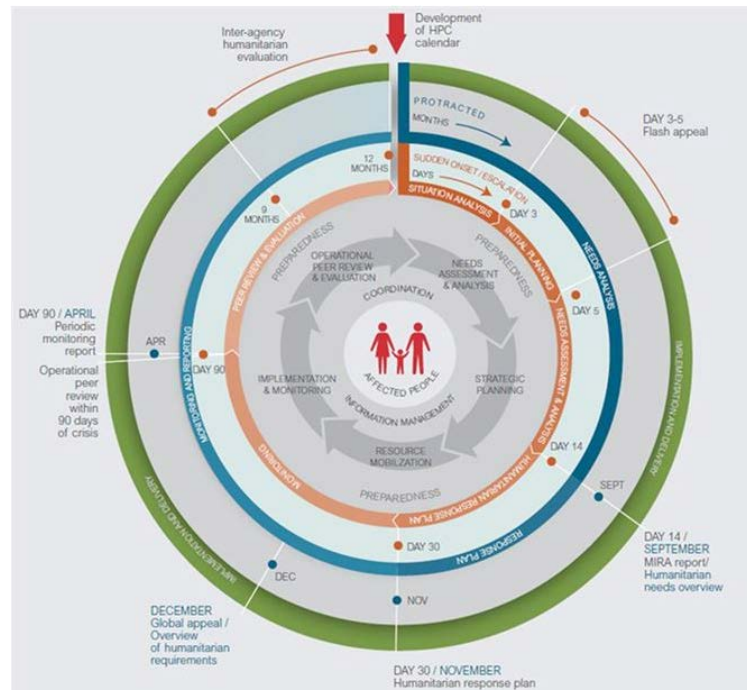 Inter-agency
humanitarian
evaluation
Development
of HPC
calendar
PROTRACTED
MONTHS
DAY 3-5
Flash appeal
12
MONTHS
SUDDEN ONSET / ESCALATION
DAYS
DAY 3
SITUATION ANALYSIS
INITIAL PLANNING
9
MONTHS
PEER REVIEW & EVALUATION
PREPAREDNESS
PREPAREDNESS
NEEDS ANALYSIS
OPERATIONAL
PEER REVIEW
& EVALUATION
NEEDS
ASSESSMENT
& ANALYSIS
COORDINATION
DAY 5
DAY 90 / APRIL
Periodic
monitoring
report
Operational
peer
review
within
90 days
of crisis
APR
DAY 90
MONITORING AND REPORTING
IMPLEMENTATION
& MONITORING
AFFECTED PEOPLE
INFORMATION MANAGEMENT
STRATEGIC
PLANNING
NEEDS ASSESSMENT & ANALYSIS
IMPLEMENTATION AND DELIVERY
RESOURCE
MOBILZATION
DAY 14
MONITORING
PREPAREDNESS
HUMANITARIAN RESPONSE PLAN
SEPT
DAY 30
RESPONSE PLAN
IMPLEMENTATION AND DELIVERY
DEC
NOV
DAY 14 /
SEPTEMBER
MIRA report/
Humanitarian
needs overview
DECEMBER
Global appeal /
Overview
of humanitarian
requirements
DAY 30 / NOVEMBER
Humanitarian response plan